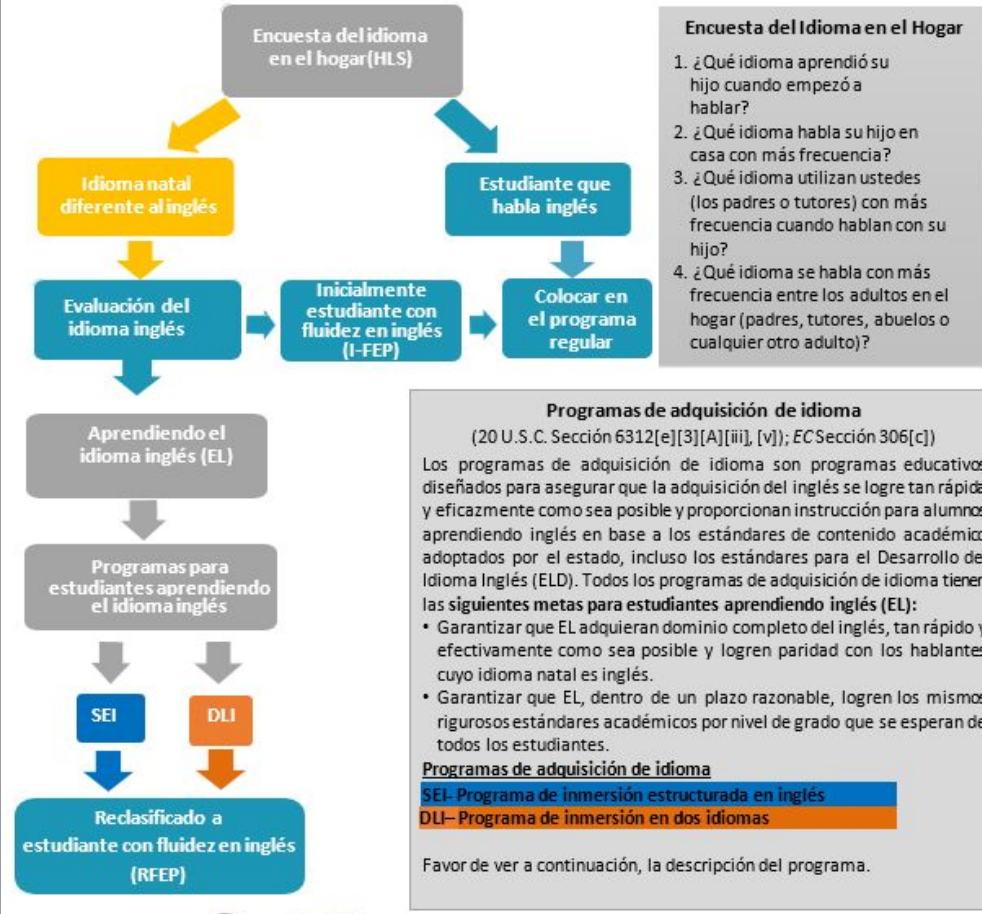 Encuesta del idioma
en el hogar(HLS)
Idioma natal
diferente al inglés
Estudiante que
habla inglés
Evaluación del
idioma inglés
Inicialmente
estudiante con
fluidez en inglés
(I-FEP)
Colocar en
el programa
regular
Aprendiendo el
idioma inglés (EL)
Programas para
estudiantes aprendiendo
el idioma inglés
SEI
DLI
Reclasificado a
estudiante con fluidez en inglés
(RFEP)
Encuesta del Idioma en el Hogar
1. ¿Qué idioma aprendió su
hijo cuando empezó a
hablar?
2. ¿Qué idioma habla su hijo en
casa con más frecuencia?
3. ¿Qué idioma utilizan ustedes
(los padres o tutores) con más
frecuencia cuando hablan con su
hijo?
4. ¿Qué idioma se habla con más
frecuencia entre los adultos en el
hogar (padres, tutores, abuelos o
cualquier otro adulto)?
Programas de adquisición de idioma
(20 U.S.C. Sección 6312[e][3][A][iii], [v]); EC Sección 306[c])
Los programas de adquisición de idioma son programas educativos
diseñados para asegurar que la adquisición del inglés se logre tan rápida
y eficazmente como sea posible y proporcionan instrucción para alumnos
aprendiendo inglés en base a los estándares de contenido académico
adoptados por el estado, incluso los estándares para el Desarrollo de
Idioma Inglés (ELD). Todos los programas de adquisición de idioma tienen
las siguientes metas para estudiantes aprendiendo inglés (EL):
• Garantizar que EL adquieran dominio completo del inglés, tan rápido y
efectivamente como sea posible y logren paridad con los hablantes
cuyo idioma natal es inglés.
• Garantizar que EL, dentro de un plazo razonable, logren los mismos
rigurosos estándares académicos por nivel de grado que se esperan de
todos los estudiantes.
Programas de adquisición de idioma
SEI- Programa de inmersión estructurada en inglés
DLI– Programa de inmersión en dos idiomas
Favor de ver a continuación, la descripción del programa.